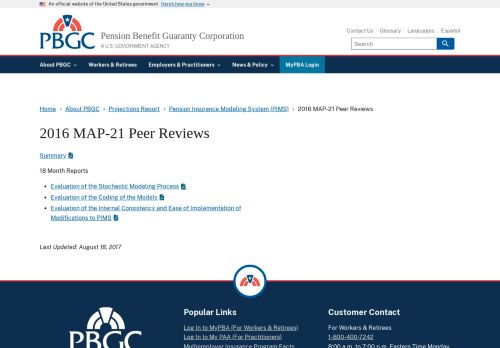 An official website of the United States government Here's how you know
PBGC
Pension Benefit Guaranty Corporation
A U.S. GOVERNMENT AGENCY
Contact Us Glossary Languages Español
Search
About PBGC Workers & Retirees Employers & Practitioners News & Policy MyPBA Login
Home > About PBGC > Projections Report > Pension Insurance Modeling System (PIMS) > 2016 MAP-21 Peer Reviews
2016 MAP-21 Peer Reviews
Summary
18 Month Reports
Evaluation of the Stochastic Modeling Process
Evaluation of the Coding of the Models
Evaluation of the Internal Consistency and Ease of Implementation of
Modifications to PIMS
Last Updated: August 18, 2017
PBGC
Popular Links
Log In to MyPBA (For Workers & Retirees)
Log In to My PAA (For Practitioners)
Multiemployer Insurance Program Facts
Customer Contact
For Workers & Retirees
1-800-400-7242
8:00 a.m. to 7:00 p.m. Eastern Time Monday